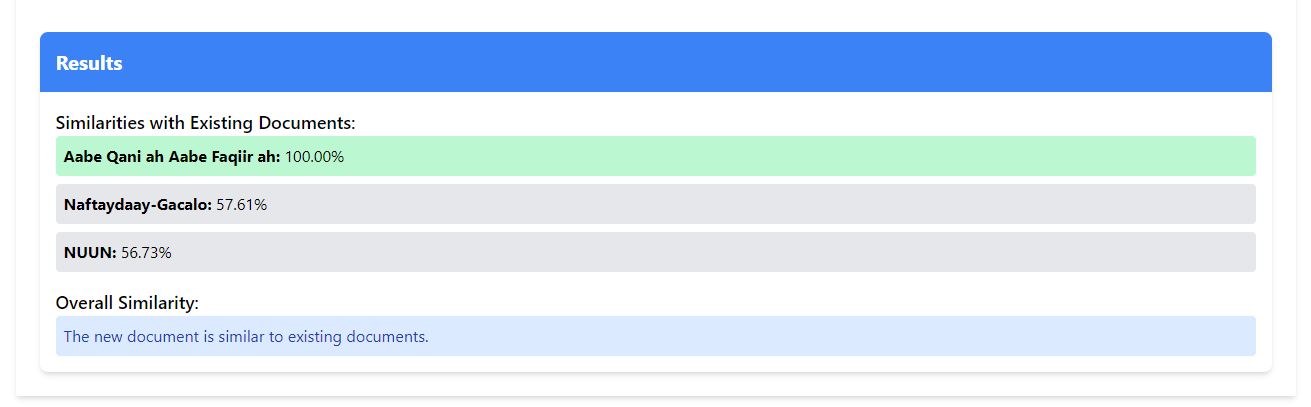 Results
Similarities with Existing Documents:
Aabe Qani ah Aabe Faqiir ah: 100.00%
Naftaydaay-Gacalo: 57.61%
NUUN: 56.73%
Overall Similarity:
The new document is similar to existing documents.